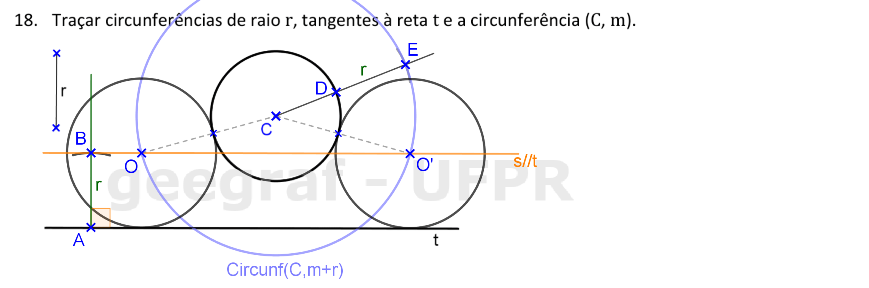 18. Traçar circunferências de raio r, tangentes à reta t e a circunferência (C, m).
E
r
D
r
B
C
O
O'
s//t
geegraf - UFPR
r
A
t
Circunf(C,m+r)